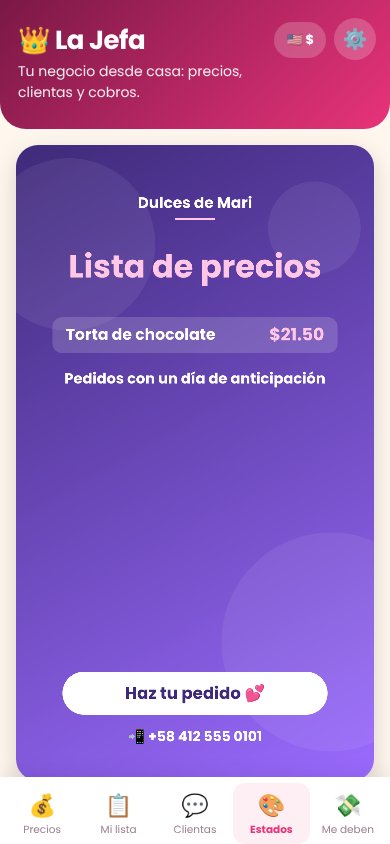 👑 La Jefa
🇺🇸 $
⚙️
Tu negocio desde casa: precios,
clientas y cobros.
Dulces de Mari
Lista de precios
Torta de chocolate $21.50
Pedidos con un día de anticipación
Haz tu pedido 💕
📲 +58 412 555 0101
💰 📋 💬 🎨 💸
Precios Mi lista Clientas Estados Me deben